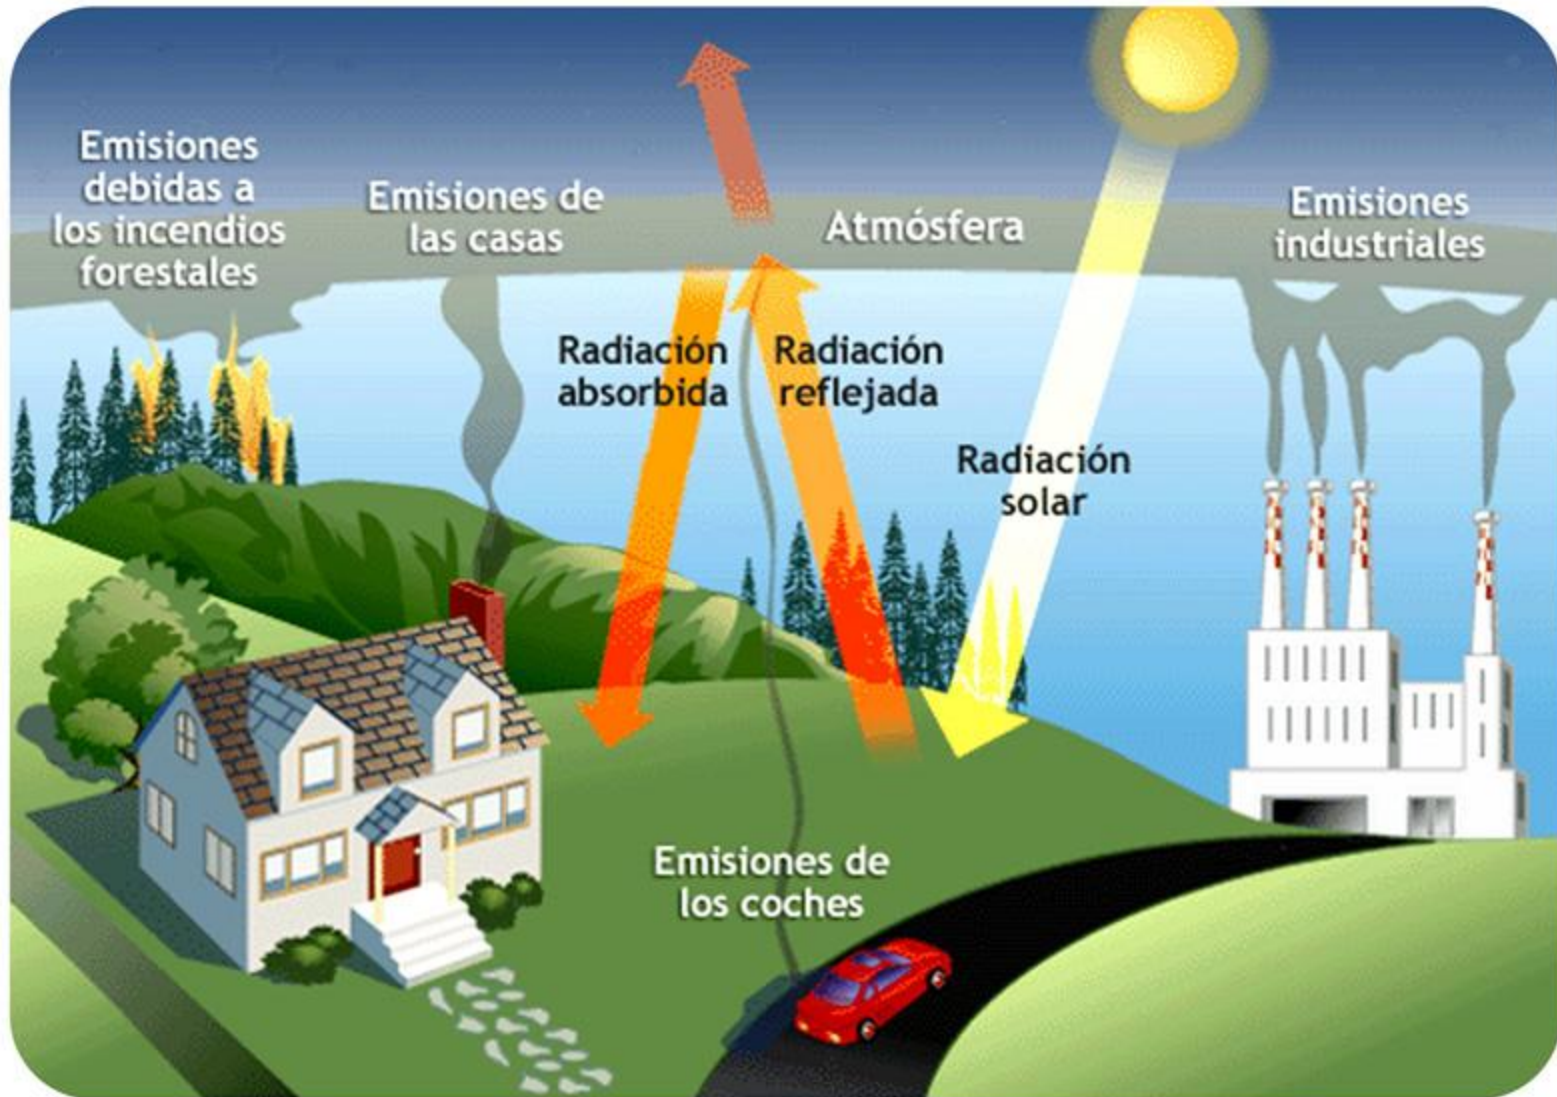 Emisiones
debidas a
los incendios
forestales
Emisiones de
las casas
Atmósfera
Emisiones
industriales
Radiación
absorbida
Radiación
reflejada
Radiación
solar
Emisiones de
los coches